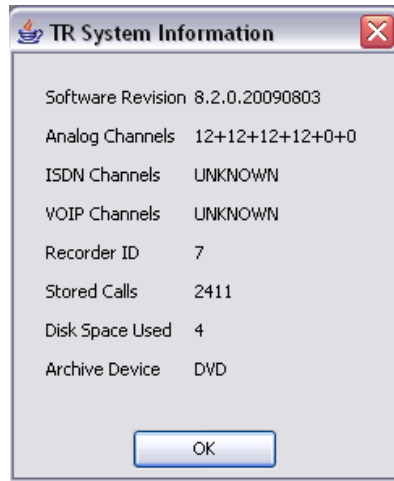 TR System Information
Software Revision 8.2.0.20090803
Analog Channels 12+12+12+12+0+0
ISDN Channels UNKNOWN
VOIP Channels UNKNOWN
Recorder ID 7
Stored Calls 2411
Disk Space Used 4
Archive Device DVD
OK